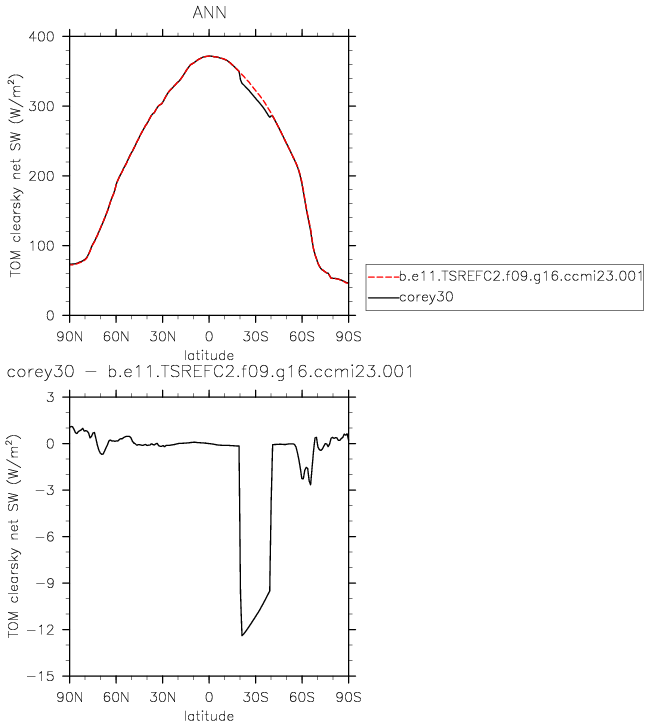 ANN
TOM clearsky net SW (W/m²)
400
300
200
100
0
90N 60N 30N 0 30S 60S 90S
latitude
b.e11.TSREFC2.f09.g16.ccmi23.001
corey30
corey30 − b.e11.TSREFC2.f09.g16.ccmi23.001
TOM clearsky net SW (W/m²)
3
0
−3
−6
−9
−12
−15
90N 60N 30N 0 30S 60S 90S
latitude